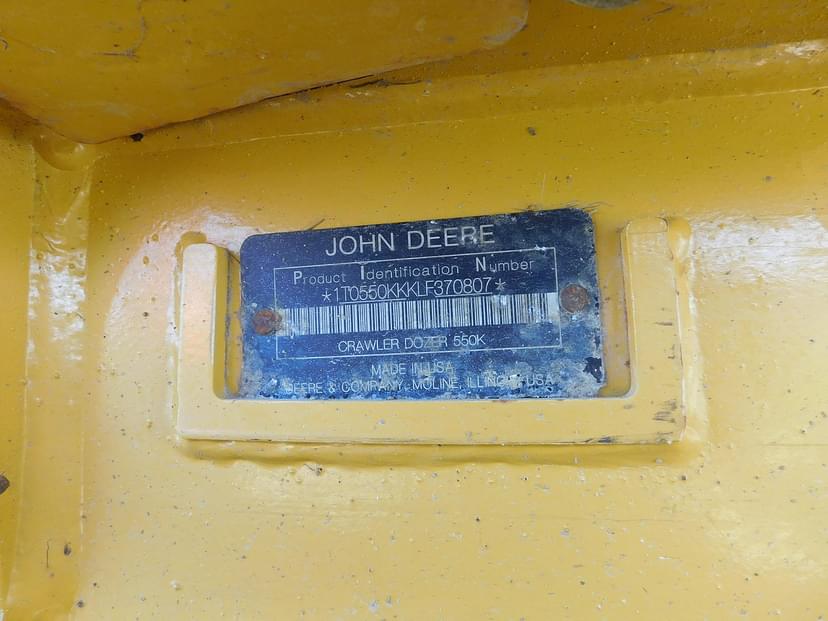 JOHN DEERE
Product Identification Number
*1T0550KKKLF370807*
CRAWLER DOZER 550K
MADE IN USA
DEERE & COMPANY, MOLINE, ILLINOIS, USA